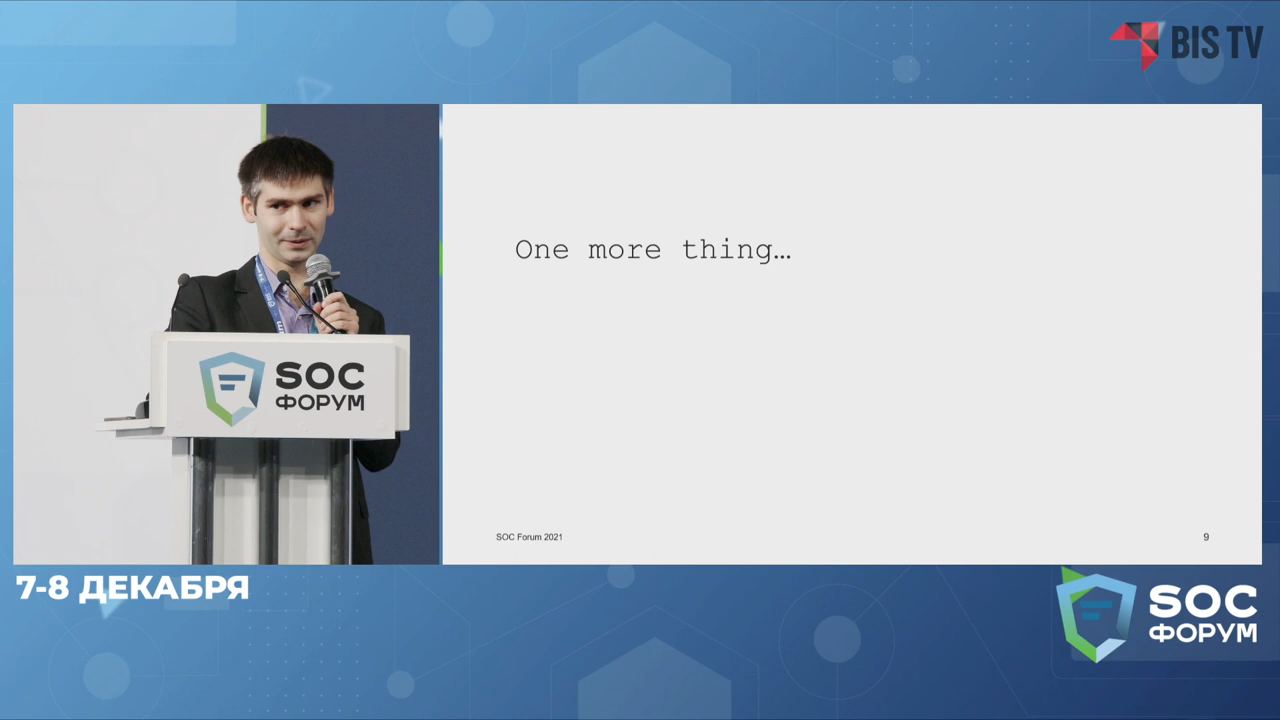 BIS TV
One more thing…
SOC
ФОРУМ
SOC Forum 2021
9
7-8 ДЕКАБРЯ
SOC
ФОРУМ